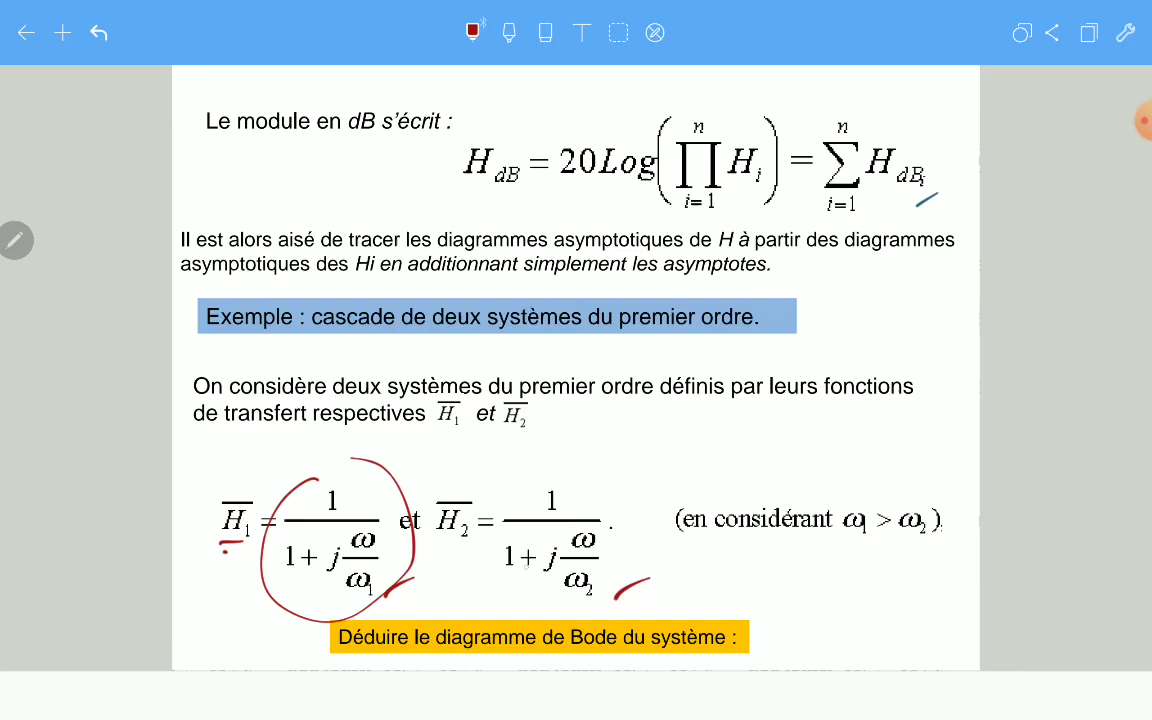 Le module en dB s'écrit :
H_dB = 20Log(∏_{i=1}^{n} H_i) = ∑_{i=1}^{n} H_{dB_i}
Il est alors aisé de tracer les diagrammes asymptotiques de H à partir des diagrammes
asymptotiques des Hi en additionnant simplement les asymptotes.
Exemple : cascade de deux systèmes du premier ordre.
On considère deux systèmes du premier ordre définis par leurs fonctions
de transfert respectives H̅₁ et H̅₂
H̅₁ = 1/(1 + j ω/ω₁) et H̅₂ = 1/(1 + j ω/ω₂) . (en considérant ω₁ > ω₂ ).
Déduire le diagramme de Bode du système :